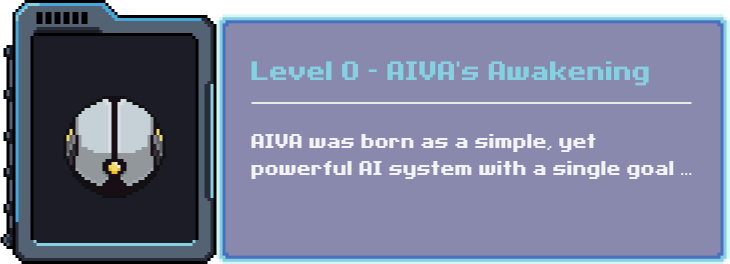 Level 0 - AIVA's Awakening
AIVA was born as a simple, yet
powerful AI system with a single goal ...